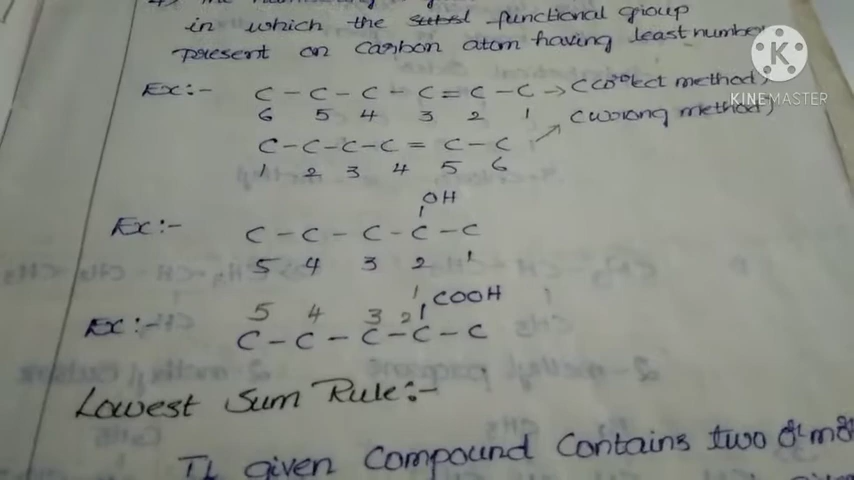 in which the functional group
present on carbon atom having least number
KINEMASTER
Ex:- C - C - C - C = C - C → (Correct method)
6 5 4 3 2 1 (wrong method)
C - C - C - C = C - C
1 2 3 4 5 6
OH
Ex:- C - C - C - C - C
5 4 3 2 1
1 COOH
5 4 3 2
Ex:- C - C - C - C - C
Lowest Sum Rule:-
given compound contains two